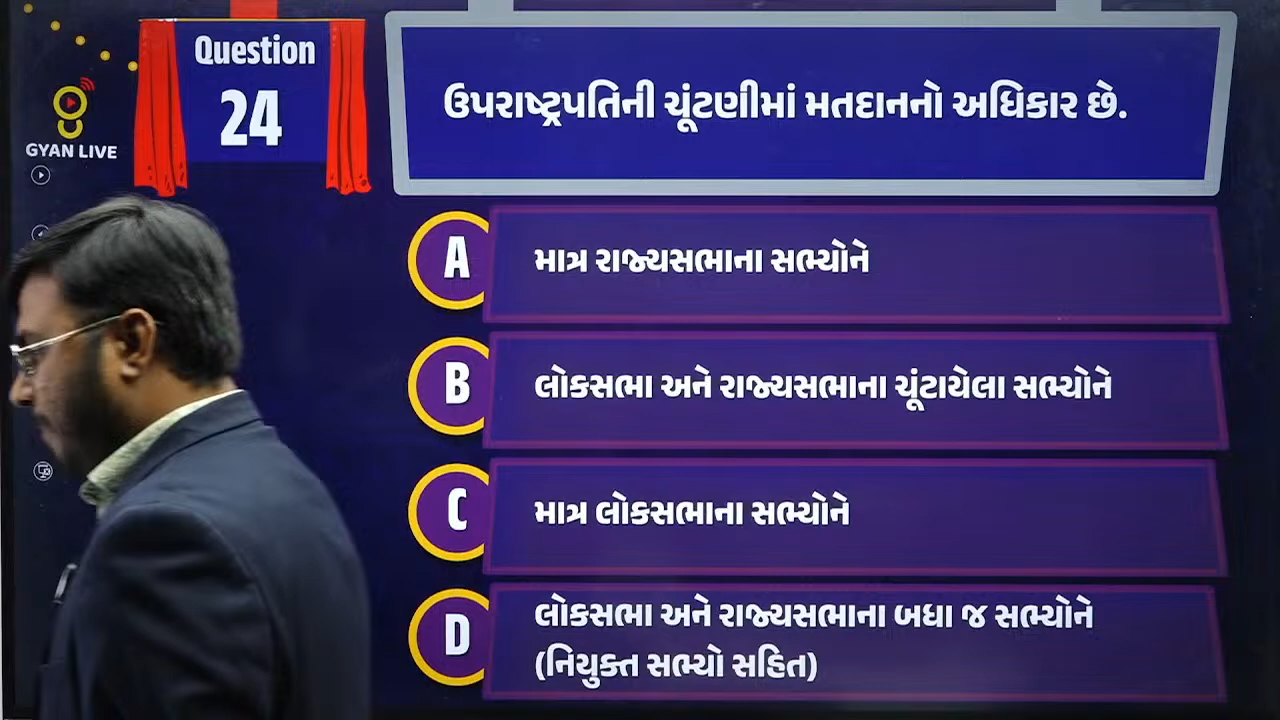 Question
24
GYAN LIVE
ઉપરાષ્ટ્રપતિની ચૂંટણીમાં મતદાનનો અધિકાર છે.
A
માત્ર રાજ્યસભાના સભ્યોને
B
લોકસભા અને રાજ્યસભાના ચૂંટાયેલા સભ્યોને
C
માત્ર લોકસભાના સભ્યોને
D
લોકસભા અને રાજ્યસભાના બધા જ સભ્યોને
(નિયુક્ત સભ્યો સહિત)